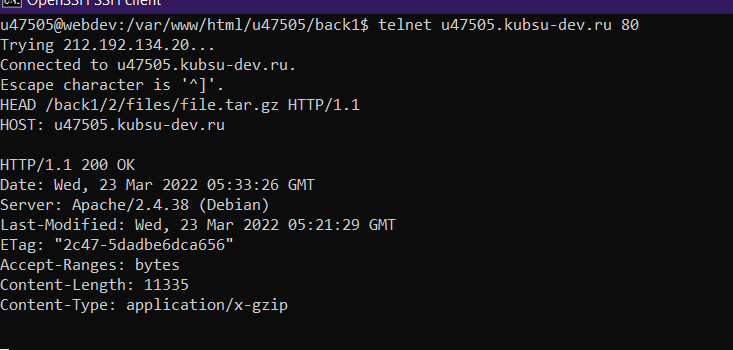 OpenSSH SSH client
u47505@webdev:/var/www/html/u47505/back1$ telnet u47505.kubsu-dev.ru 80
Trying 212.192.134.20...
Connected to u47505.kubsu-dev.ru.
Escape character is '^]'.
HEAD /back1/2/files/file.tar.gz HTTP/1.1
HOST: u47505.kubsu-dev.ru

HTTP/1.1 200 OK
Date: Wed, 23 Mar 2022 05:33:26 GMT
Server: Apache/2.4.38 (Debian)
Last-Modified: Wed, 23 Mar 2022 05:21:29 GMT
ETag: "2c47-5dadbe6dca656"
Accept-Ranges: bytes
Content-Length: 11335
Content-Type: application/x-gzip